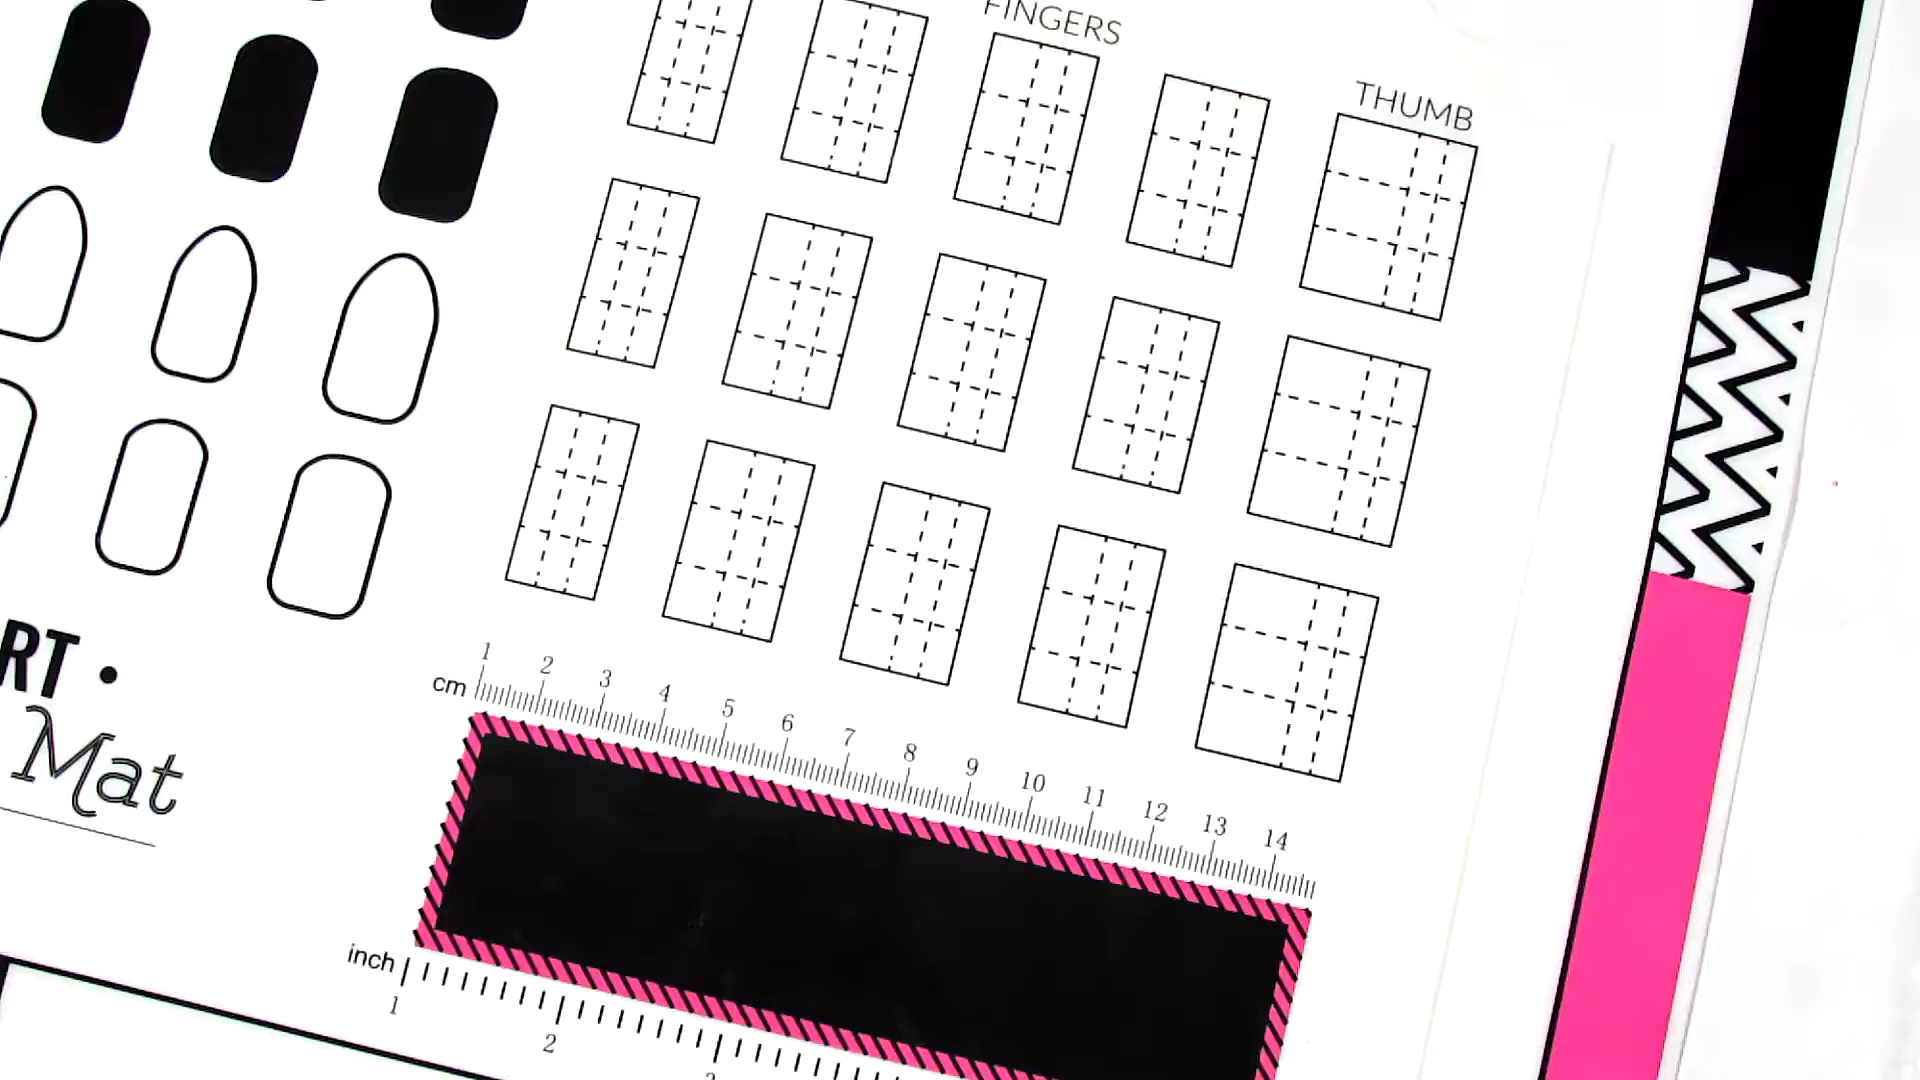 FINGERS
THUMB
RT •
Mat
cm 1 2 3 4 5 6 7 8 9 10 11 12 13 14
inch
1 2